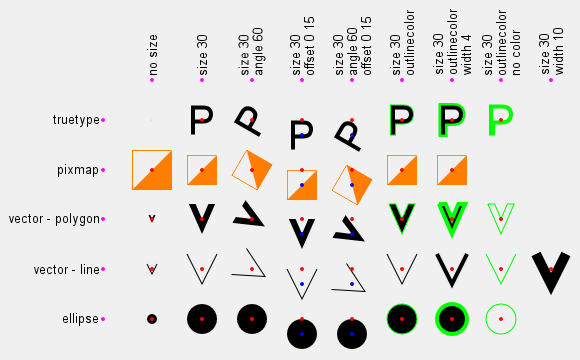 no size
size 30
size 30
angle 60
size 30
offset 0 15
size 30
angle 60
offset 0 15
size 30
outlinecolor
size 30
outlinecolor
width 4
size 30
outlinecolor
no color
size 30
width 10
truetype
P P P P P P P P
pixmap
vector - polygon
vector - line
ellipse